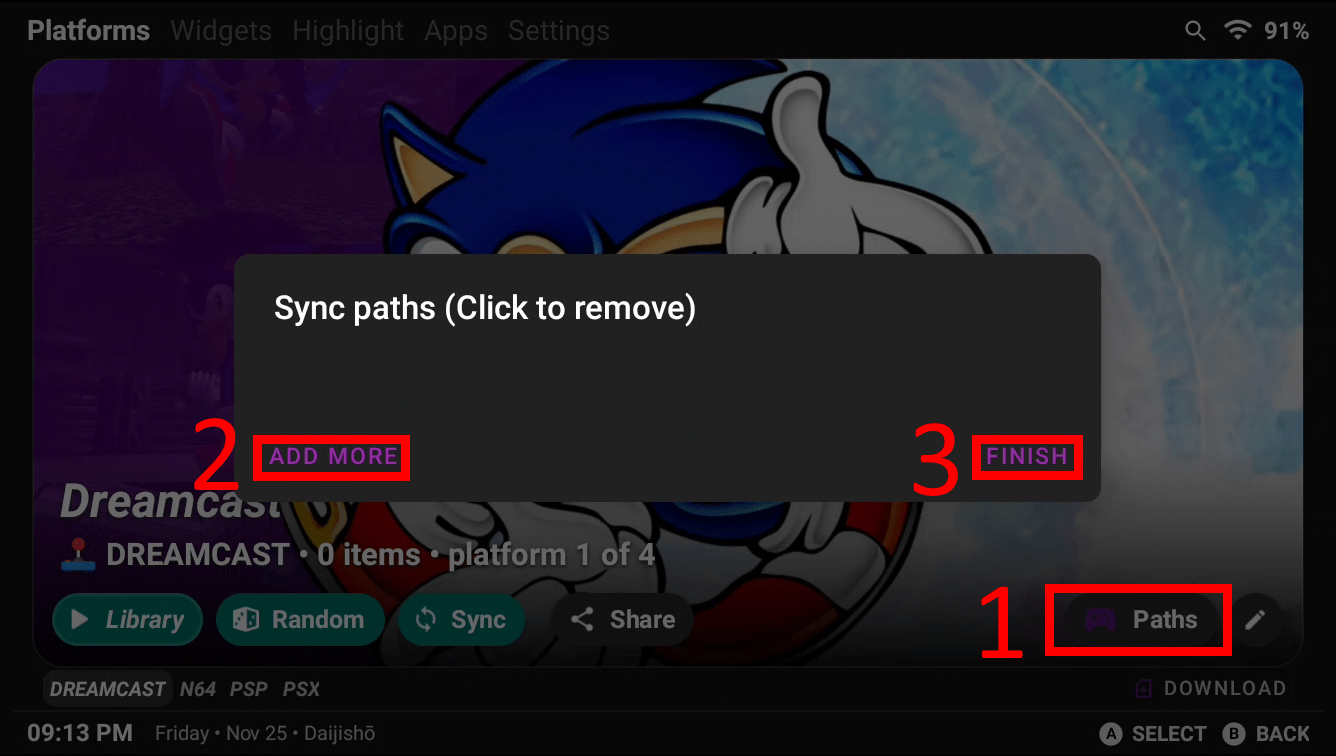 Platforms Widgets Highlight Apps Settings 91%
Sync paths (Click to remove)
2 ADD MORE 3 FINISH
Dreamcast
DREAMCAST • 0 items • platform 1 of 4
Library Random Sync Share 1 Paths
DREAMCAST N64 PSP PSX DOWNLOAD
09:13 PM Friday • Nov 25 • Daijishō A SELECT B BACK